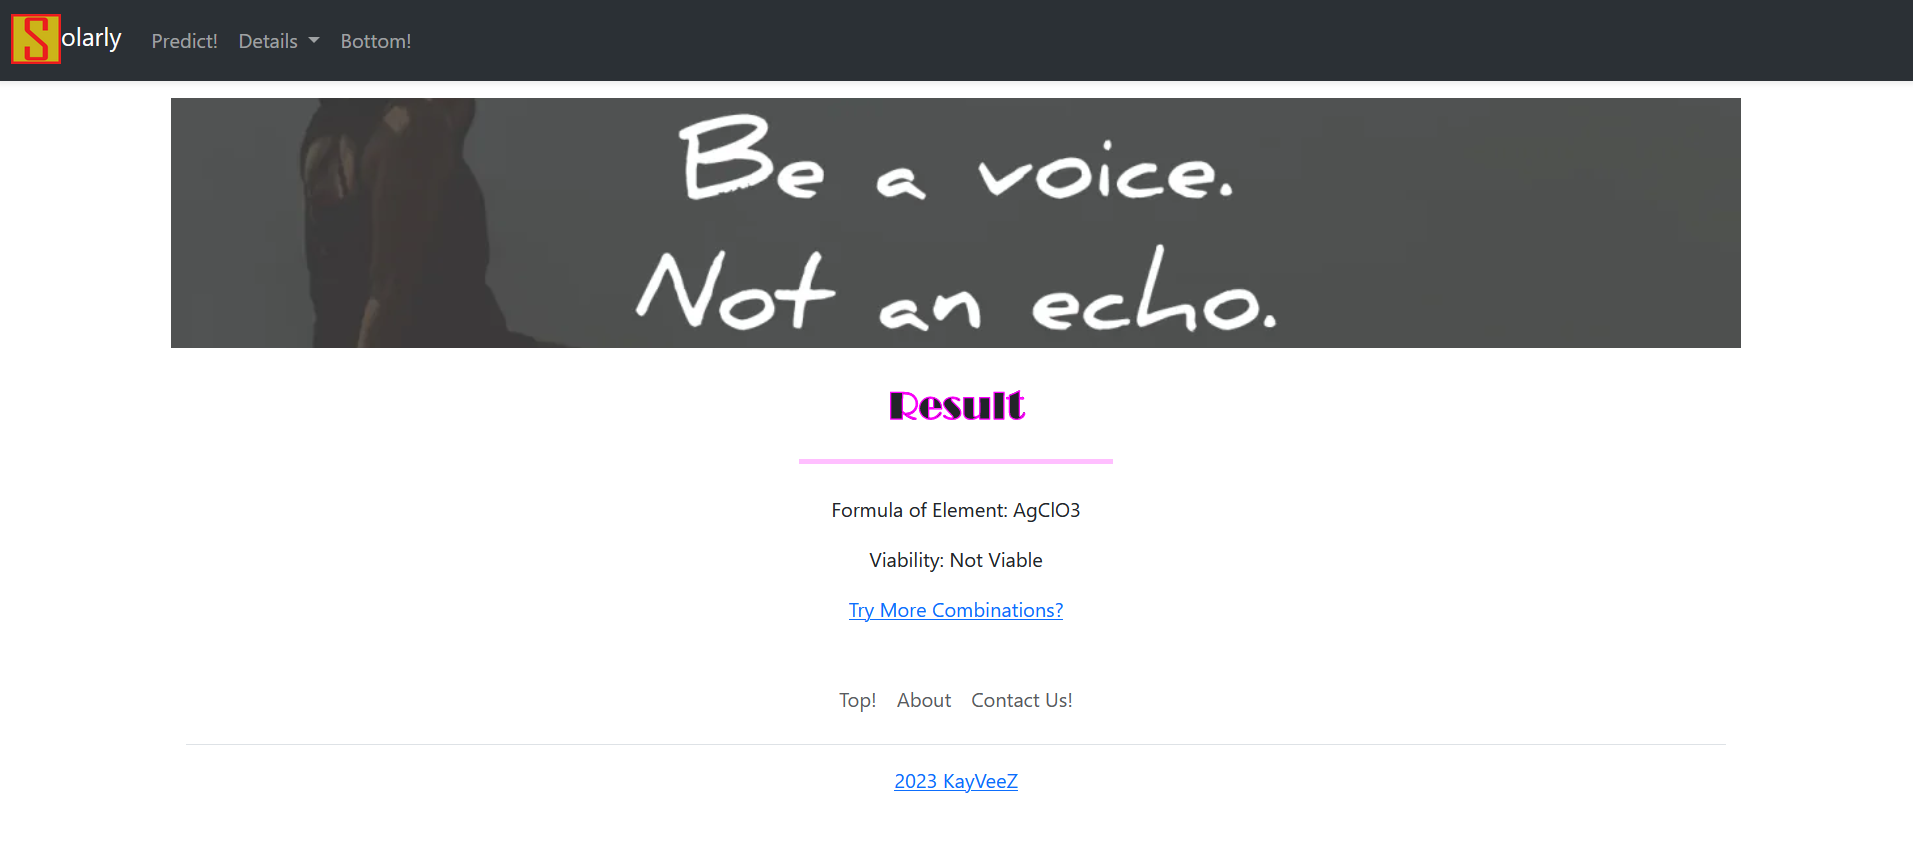 Solarly Predict! Details Bottom!
Be a voice.
Not an echo.
Result
Formula of Element: AgClO3
Viability: Not Viable
Try More Combinations?
Top! About Contact Us!
2023 KayVeeZ